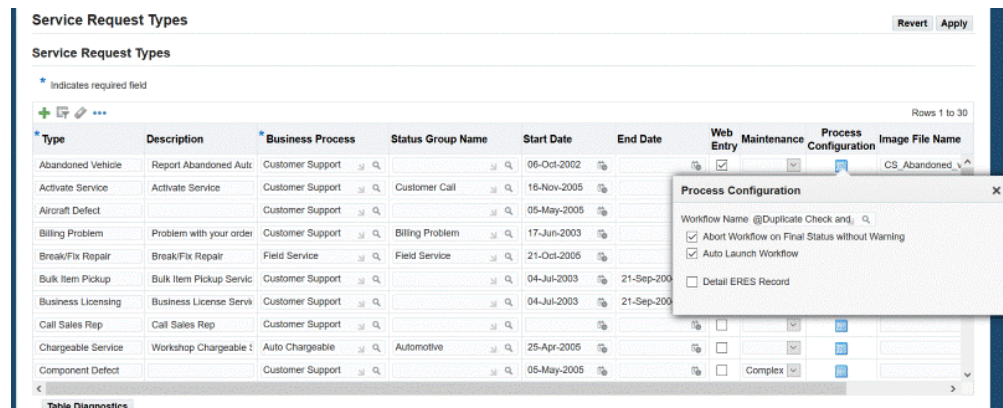 Service Request Types
Revert Apply
Service Request Types
* Indicates required field
Rows 1 to 30
* Type Description * Business Process Status Group Name Start Date End Date Web Entry Maintenance Process Configuration Image File Name
Abandoned Vehicle Report Abandoned Auto Customer Support 06-Oct-2002 CS_Abandoned_v
Activate Service Activate Service Customer Support Customer Call 16-Nov-2005
Aircraft Defect Customer Support 05-May-2005
Billing Problem Problem with your order Customer Support Billing Problem 17-Jun-2003
Break/Fix Repair Break/Fix Repair Field Service Field Service 21-Oct-2005
Bulk Item Pickup Bulk Item Pickup Servic Customer Support 04-Jul-2003 21-Sep-200
Business Licensing Business License Servi Customer Support 04-Jul-2003 21-Sep-200
Process Configuration
Workflow Name @Duplicate Check and
Abort Workflow on Final Status without Warning
Auto Launch Workflow
Detail ERES Record
Call Sales Rep Call Sales Rep Customer Support
Chargeable Service Workshop Chargeable S Auto Chargeable Automotive 25-Apr-2005
Component Defect Customer Support 05-May-2005 Complex
Table Diagnostics